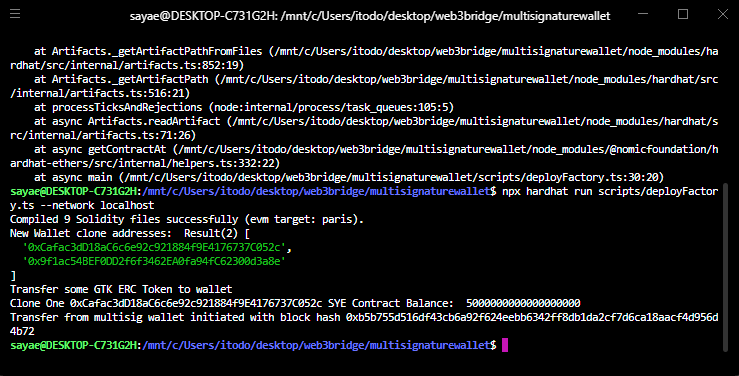 sayae@DESKTOP-C731G2H: /mnt/c/Users/itodo/desktop/web3bridge/multisignaturewallet
at Artifacts._getArtifactPathFromFiles (/mnt/c/Users/itodo/desktop/web3bridge/multisignaturewallet/node_modules/ha
rdhat/src/internal/artifacts.ts:852:19)
at Artifacts._getArtifactPath (/mnt/c/Users/itodo/desktop/web3bridge/multisignaturewallet/node_modules/hardhat/src
/internal/artifacts.ts:516:21)
at processTicksAndRejections (node:internal/process/task_queues:105:5)
at async Artifacts.readArtifact (/mnt/c/Users/itodo/desktop/web3bridge/multisignaturewallet/node_modules/hardhat/s
rc/internal/artifacts.ts:71:26)
at async getContractAt (/mnt/c/Users/itodo/desktop/web3bridge/multisignaturewallet/node_modules/@nomicfoundation/h
ardhat-ethers/src/internal/helpers.ts:332:22)
at async main (/mnt/c/Users/itodo/desktop/web3bridge/multisignaturewallet/scripts/deployFactory.ts:30:20)
sayae@DESKTOP-C731G2H:/mnt/c/Users/itodo/desktop/web3bridge/multisignaturewallet$ npx hardhat run scripts/deployFactor
y.ts --network localhost
Compiled 9 Solidity files successfully (evm target: paris).
New Wallet clone addresses:  Result(2) [
'0xCafac3dD18aC6c6e92c921884f9E4176737C052c',
'0x9f1ac54BEF0DD2f6f3462EA0fa94fC62300d3a8e'
]
Transfer some GTK ERC Token to wallet
Clone One 0xCafac3dD18aC6c6e92c921884f9E4176737C052c SYE Contract Balance:  5000000000000000000
Transfer from multisig wallet initiated with block hash 0xb5b755d516df43cb6a92f624eebb6342ff8db1da2cf7d6ca18aacf4d956d
4b72
sayae@DESKTOP-C731G2H:/mnt/c/Users/itodo/desktop/web3bridge/multisignaturewallet$